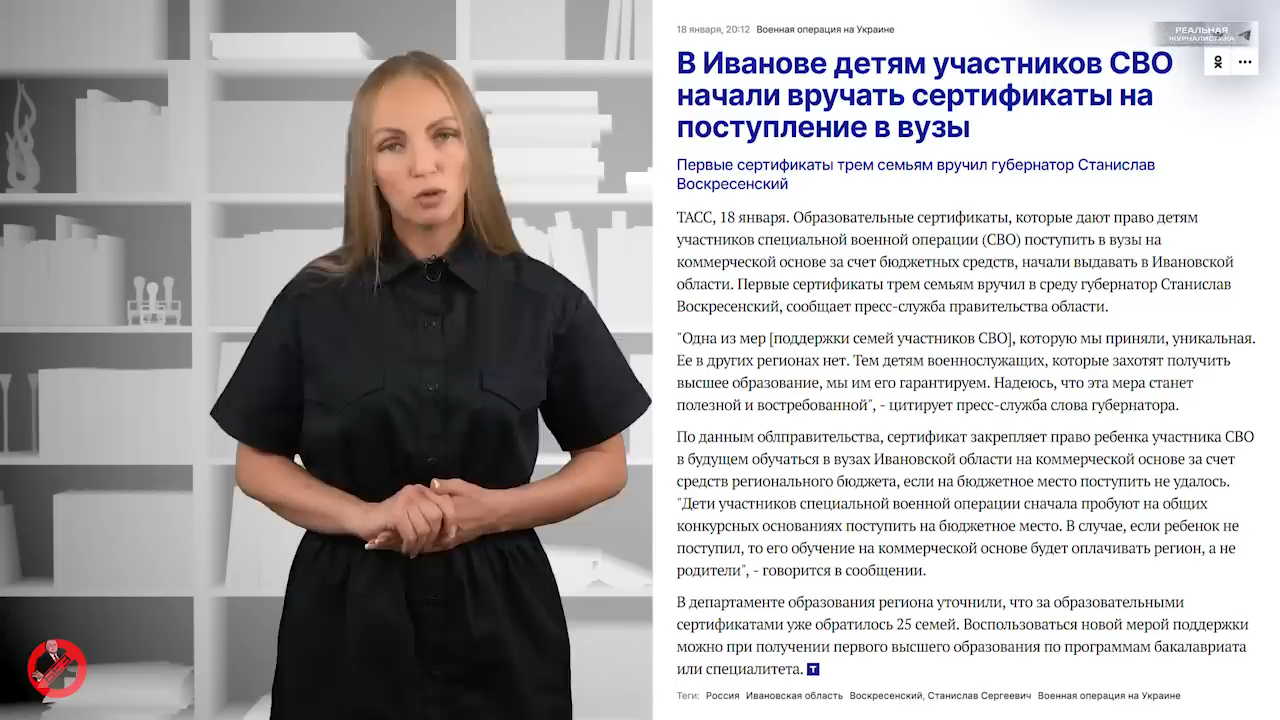 18 января, 20:12 Военная операция на Украине
РЕАЛЬНАЯ
ЖУРНАЛИСТИКА
В Иванове детям участников СВО
начали вручать сертификаты на
поступление в вузы
Первые сертификаты трем семьям вручил губернатор Станислав
Воскресенский
ТАСС, 18 января. Образовательные сертификаты, которые дают право детям
участников специальной военной операции (СВО) поступить в вузы на
коммерческой основе за счет бюджетных средств, начали выдавать в Ивановской
области. Первые сертификаты трем семьям вручил в среду губернатор Станислав
Воскресенский, сообщает пресс-служба правительства области.
"Одна из мер [поддержки семей участников СВО], которую мы приняли, уникальная.
Ее в других регионах нет. Тем детям военнослужащих, которые захотят получить
высшее образование, мы им его гарантируем. Надеюсь, что эта мера станет
полезной и востребованной", - цитирует пресс-служба слова губернатора.
По данным облправительства, сертификат закрепляет право ребенка участника СВО
в будущем обучаться в вузах Ивановской области на коммерческой основе за счет
средств регионального бюджета, если на бюджетное место поступить не удалось.
"Дети участников специальной военной операции сначала пробуют на общих
конкурсных основаниях поступить на бюджетное место. В случае, если ребенок не
поступил, то его обучение на коммерческой основе будет оплачивать регион, а не
родители", - говорится в сообщении.
В департаменте образования региона уточнили, что за образовательными
сертификатами уже обратилось 25 семей. Воспользоваться новой мерой поддержки
можно при получении первого высшего образования по программам бакалавриата
или специалитета. Т
Теги: Россия Ивановская область Воскресенский, Станислав Сергеевич Военная операция на Украине